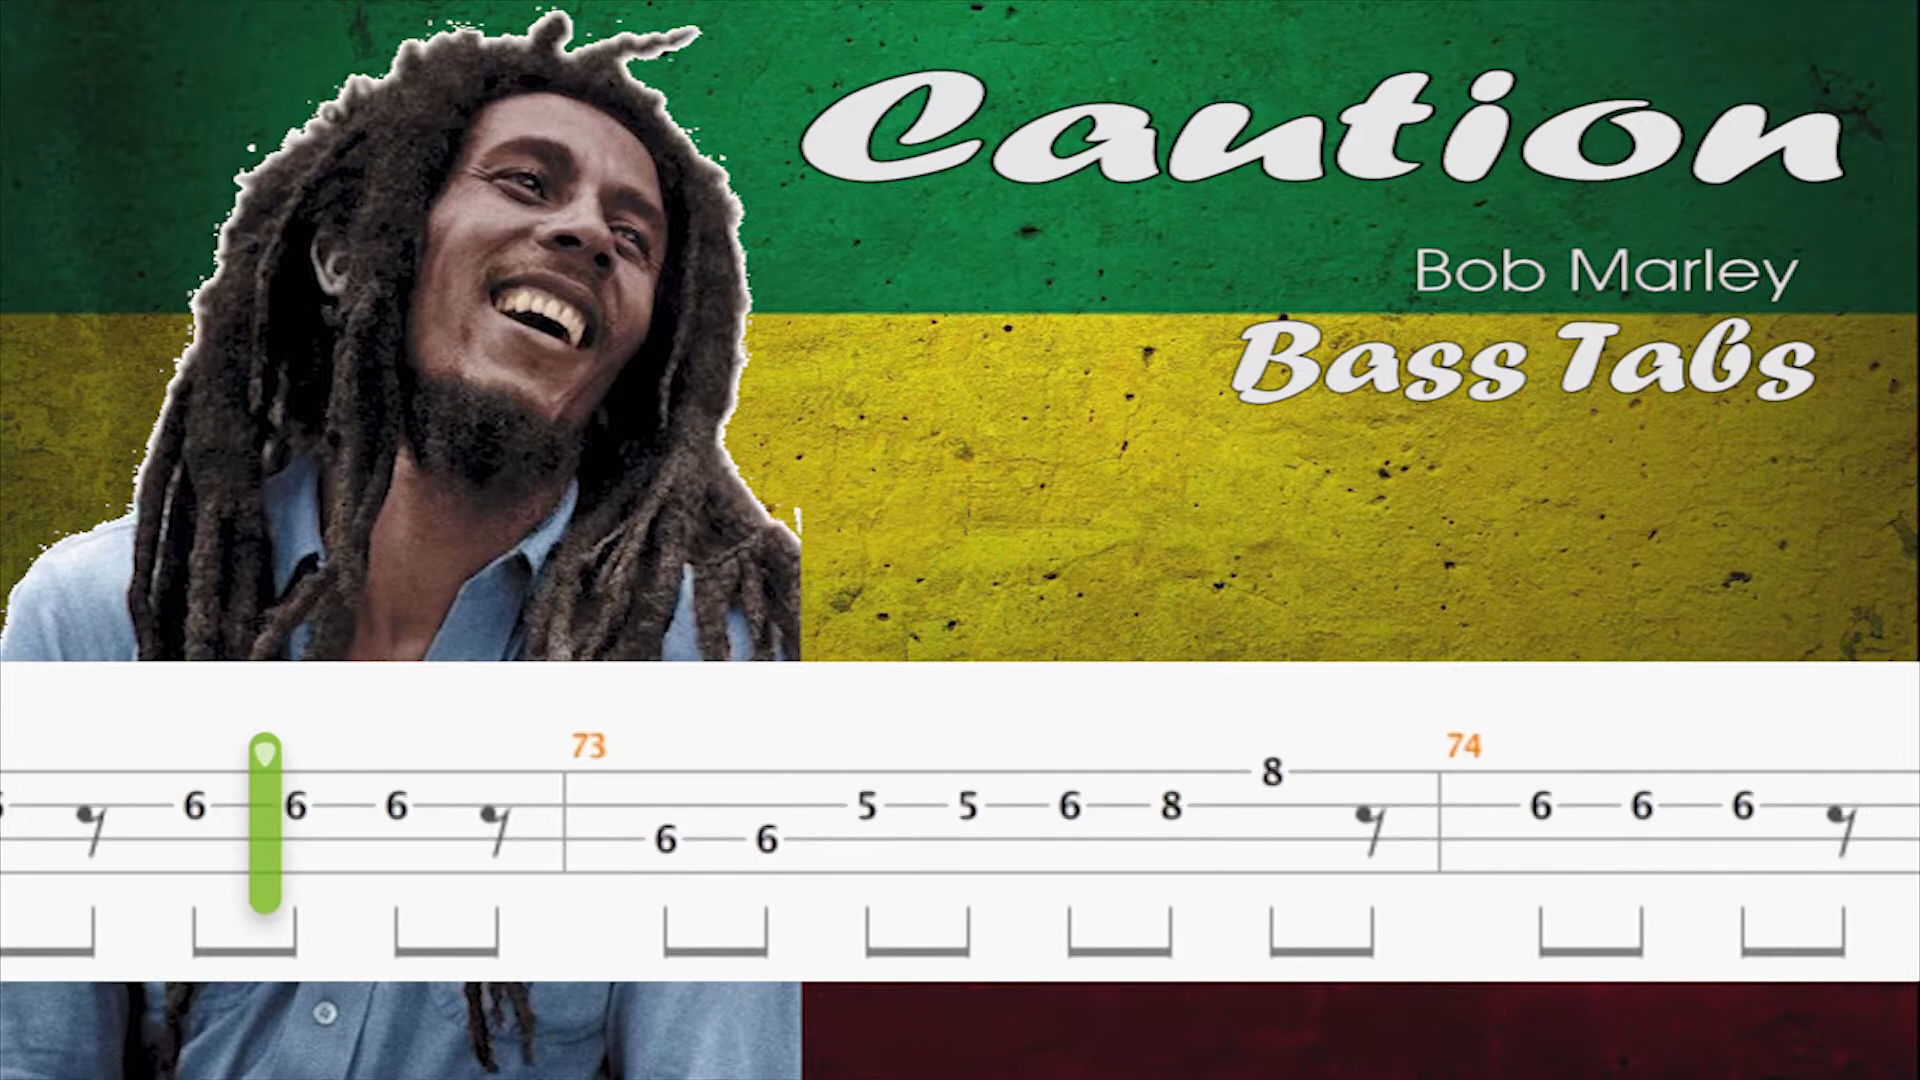 Caution
Bob Marley
Bass Tabs
73
74
8
6 6 6 5 5 6 8 6 6 6
6 6